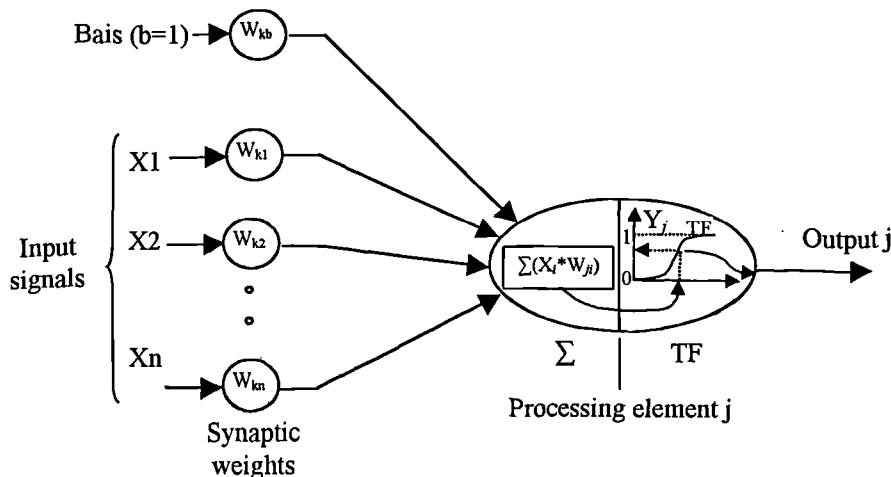 Bais (b=1)
W_kb
X1
W_k1
X2
W_k2
Input
signals
Xn
W_kn
Synaptic
weights
∑(X_i*W_ji)
Y_j
TF
1
0
Output j
∑
TF
Processing element j